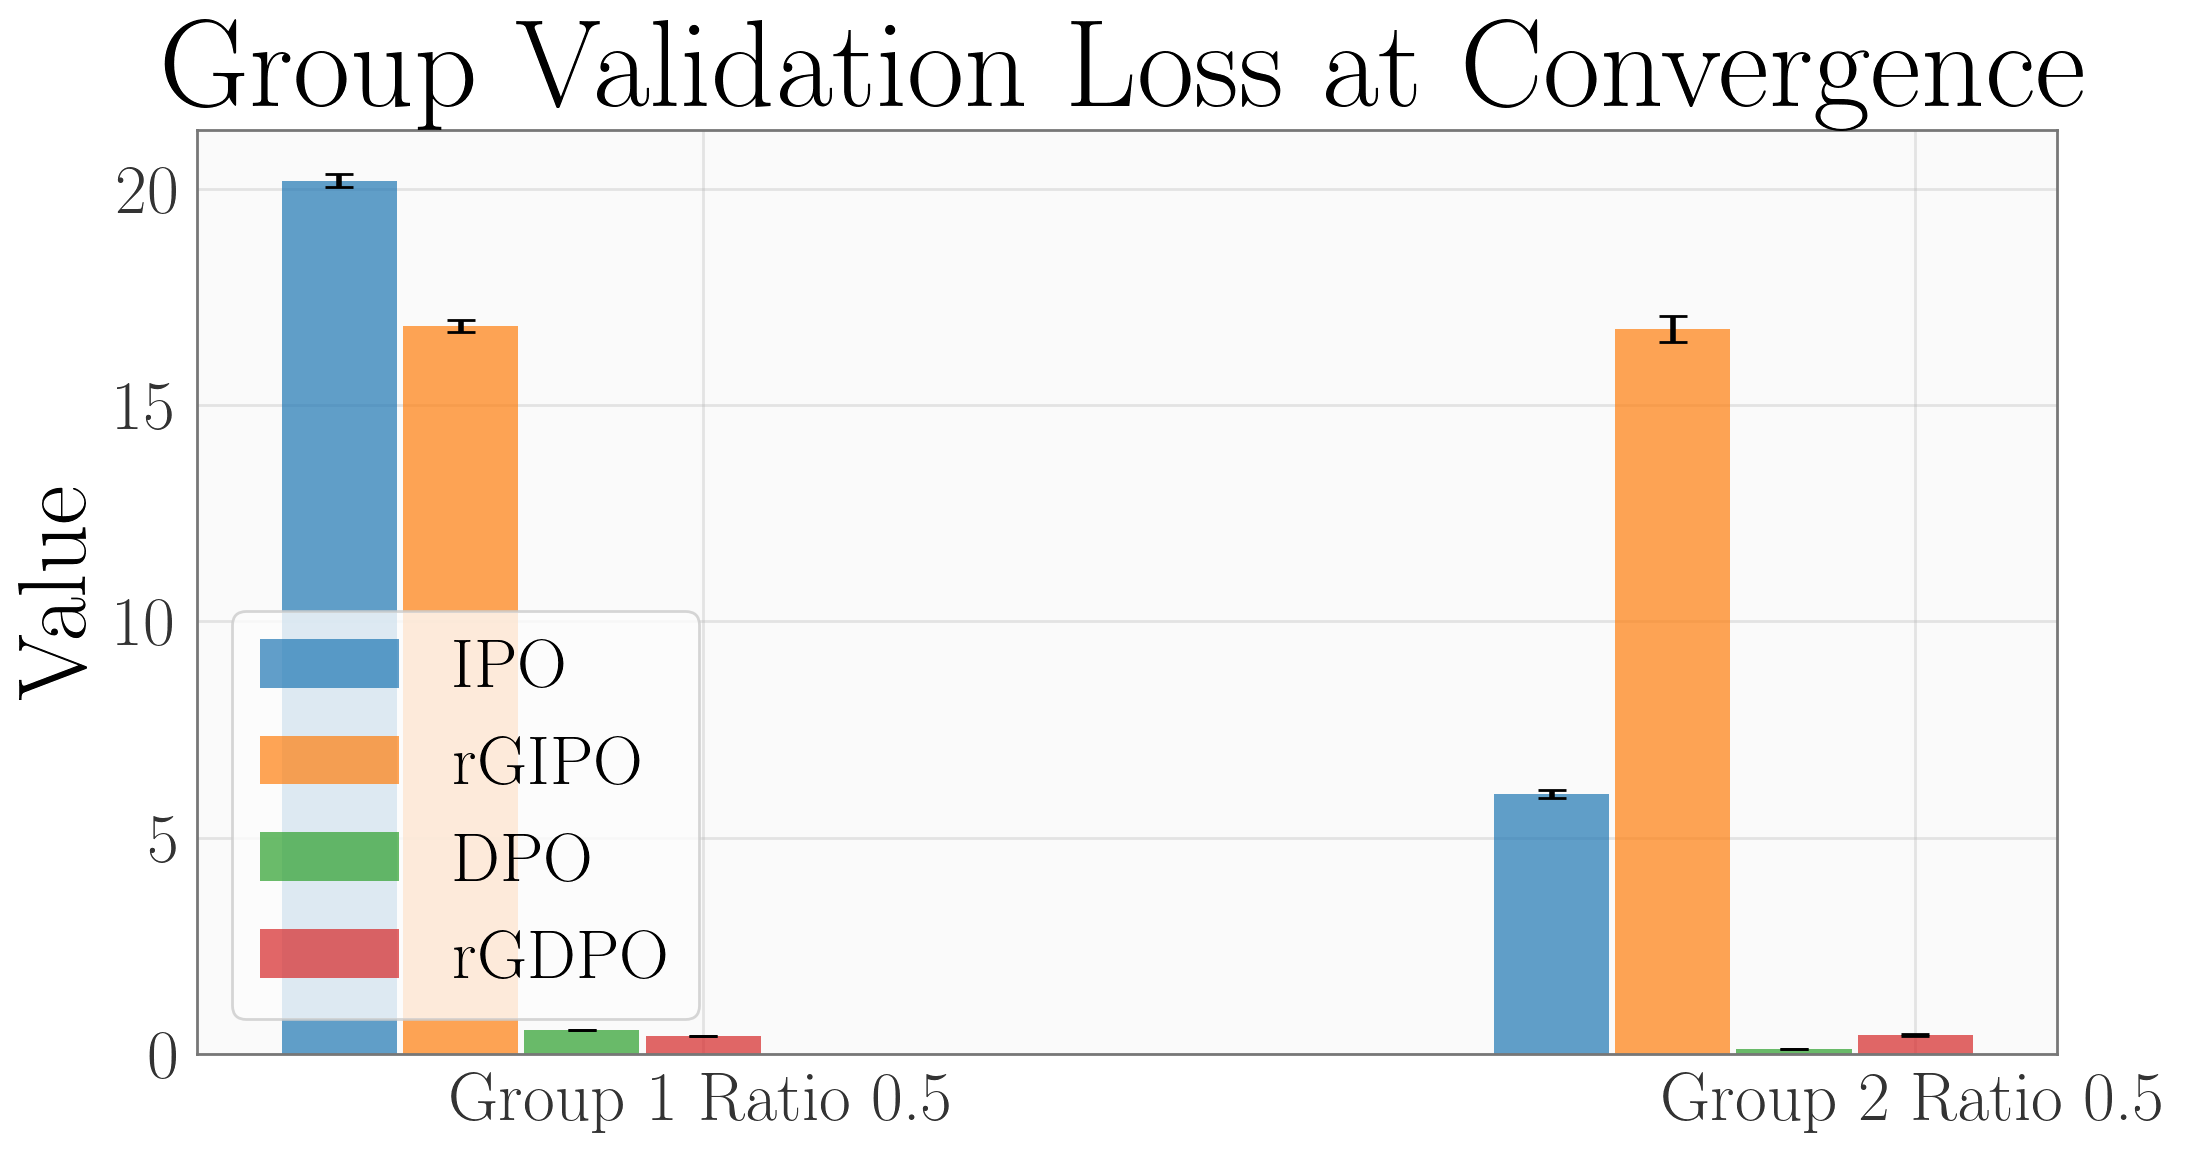 Group Validation Loss at Convergence
Value
20
15
10
5
0
IPO
rGIPO
DPO
rGDPO
Group 1 Ratio 0.5
Group 2 Ratio 0.5